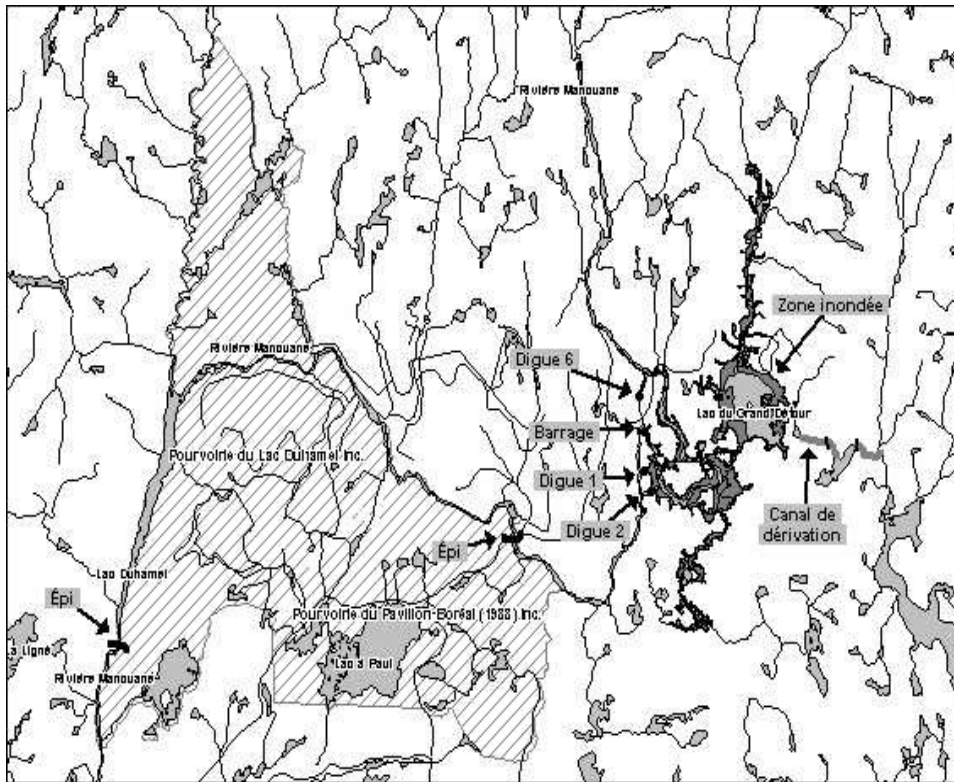 Rivière Manouane
Zone inondée
Rivière Manouane
Digue 6
Lac du Grand Détour
Barrage
Pourvoirie du Lac Duhamel Inc.
Digue 1
Canal de
dérivation
Digue 2
Épi
Lac Duhamel
Épi
Pourvoirie du Pavillon-Boréal (1988) Inc.
La Ligne
Lac à Paul
Rivière Manouane